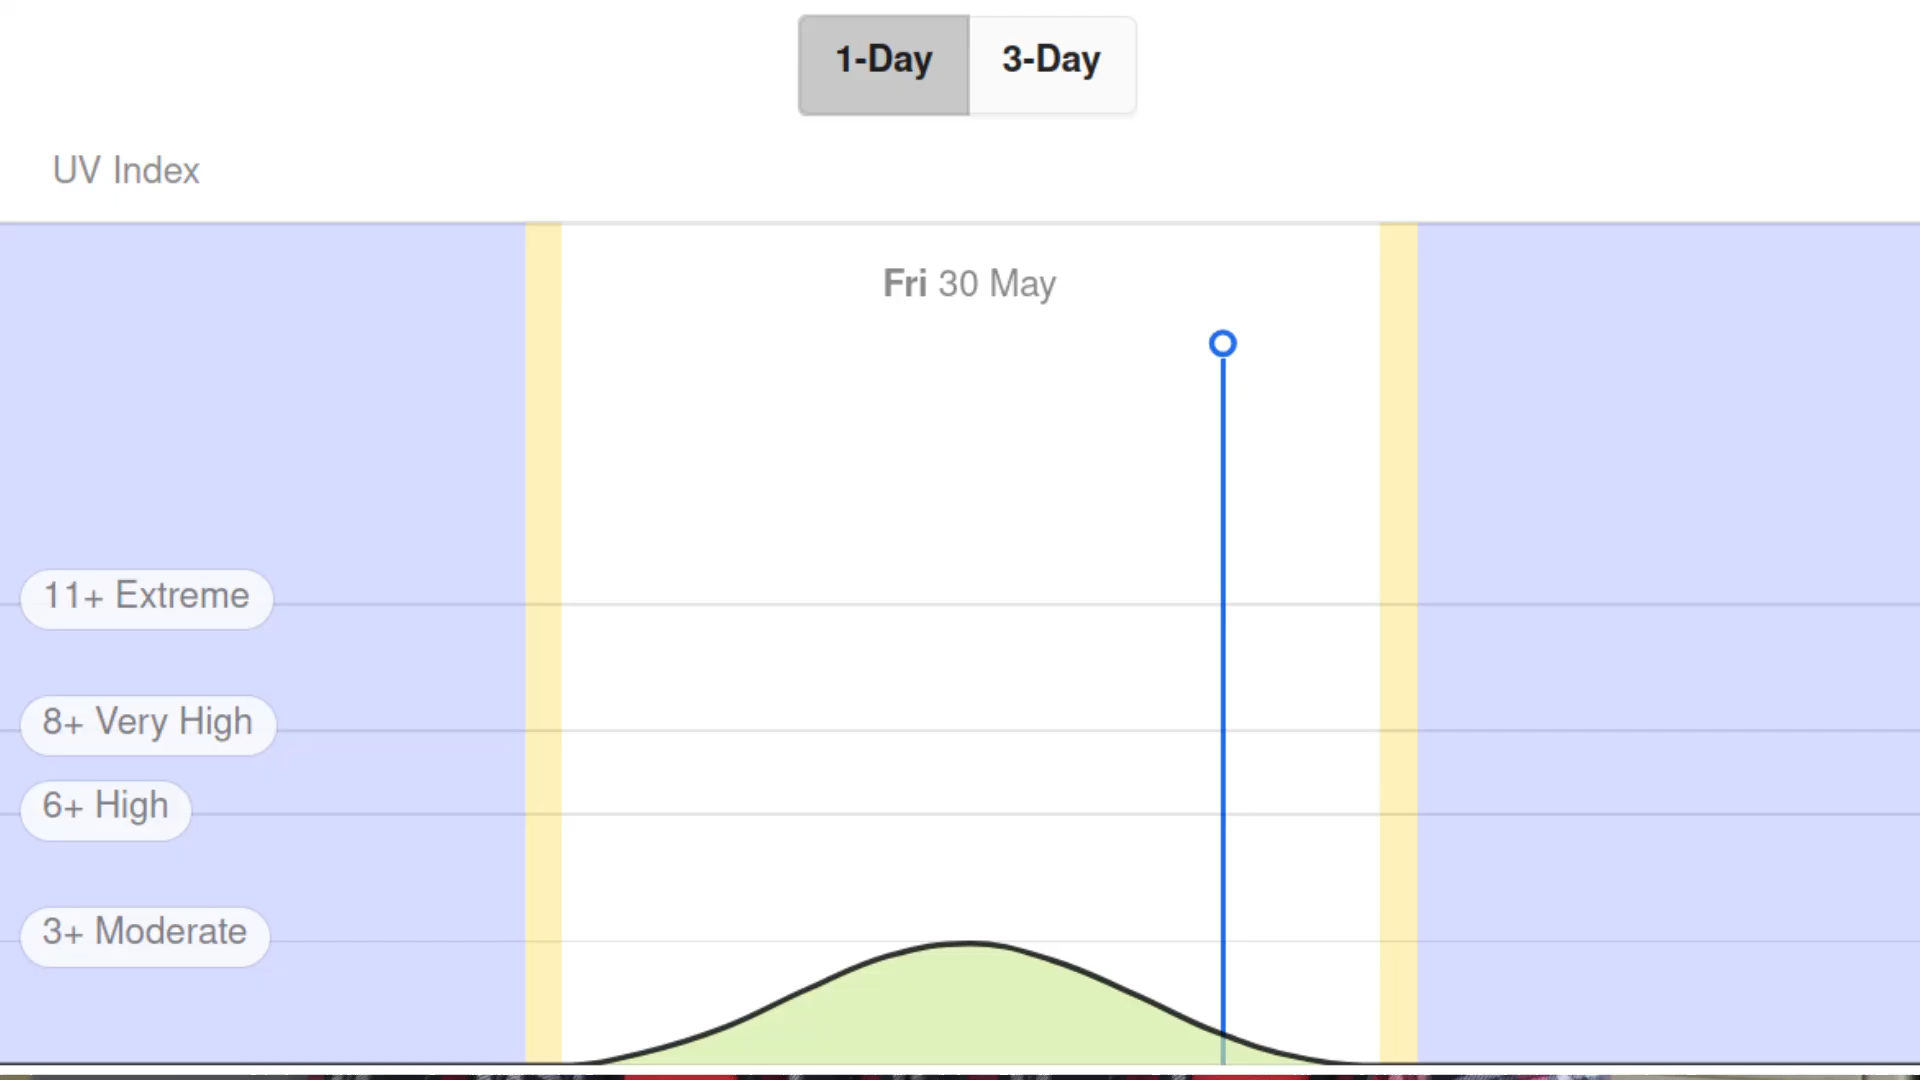 1-Day 3-Day
UV Index
Fri 30 May
11+ Extreme
8+ Very High
6+ High
3+ Moderate